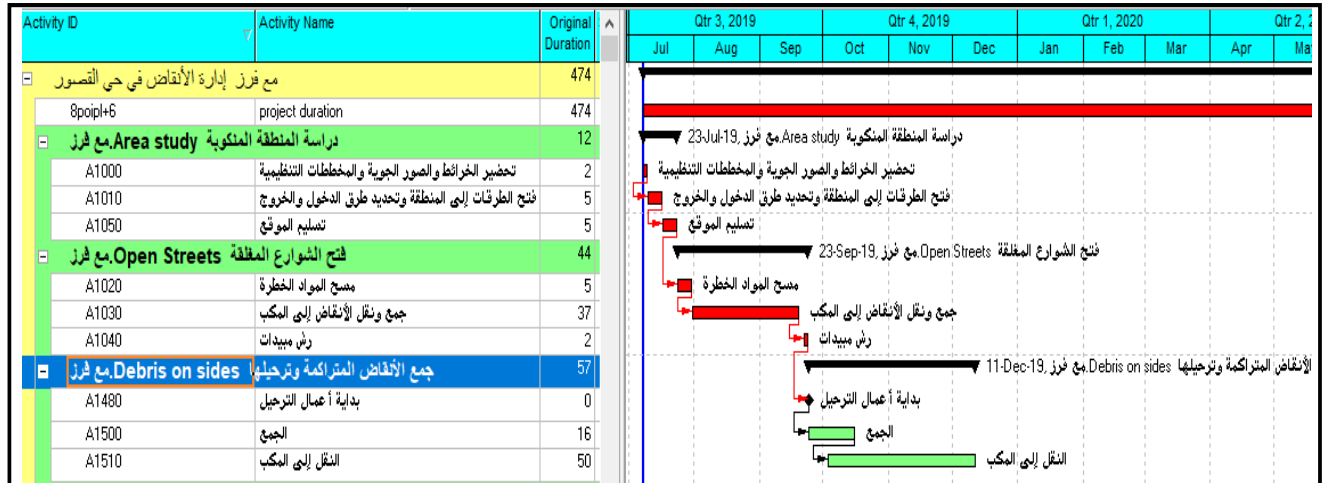 Activity ID Activity Name Original Duration Qtr 3, 2019 Qtr 4, 2019 Qtr 1, 2020 Qtr 2, 2
Jul Aug Sep Oct Nov Dec Jan Feb Mar Apr Ma
مع فرز إدارة الأنقاض في حي القصور 474
8poipl+6 project duration 474
دراسة المنطقة المنكوبة Area study.مع فرز 12 دراسة المنطقة المنكوبة Area study.مع فرز ,23-Jul-19
A1000 تحضير الخرائط والصور الجوية والمخططات التنظيمية 2 تحضير الخرائط والصور الجوية والمخططات التنظيمية
A1010 فتح الطرقات إلى المنطقة وتحديد طرق الدخول والخروج 5 فتح الطرقات إلى المنطقة وتحديد طرق الدخول والخروج
A1050 تسليم الموقع 5 تسليم الموقع
فتح الشوارع المغلقة Open Streets.مع فرز 44 فتح الشوارع المغلقة Open Streets.مع فرز ,23-Sep-19
A1020 مسح المواد الخطرة 5 مسح المواد الخطرة
A1030 جمع ونقل الأنقاض إلى المكب 37 جمع ونقل الأنقاض إلى المكب
A1040 رش مبيدات 2 رش مبيدات
جمع الأنقاض المتراكمة وترحيلها Debris on sides.مع فرز 57 الأنقاض المتراكمة وترحيلها Debris on sides.مع فرز ,11-Dec-19
A1480 بداية أعمال الترحيل 0 بداية أعمال الترحيل
A1500 الجمع 16 الجمع
A1510 النقل إلى المكب 50 النقل إلى المكب